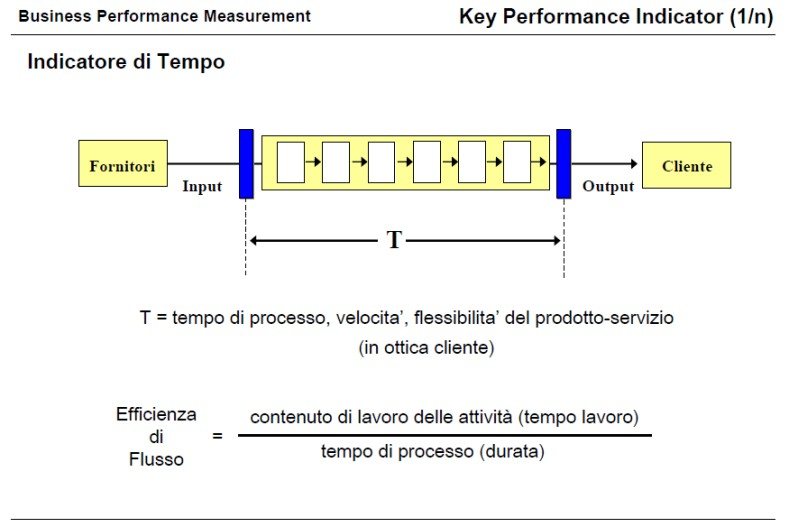 Business Performance Measurement
Key Performance Indicator (1/n)
Indicatore di Tempo
Fornitori
Input
Output
Cliente
T
T = tempo di processo, velocita’, flessibilita’ del prodotto-servizio
(in ottica cliente)
Efficienza
di
Flusso
=
contenuto di lavoro delle attività (tempo lavoro)
tempo di processo (durata)